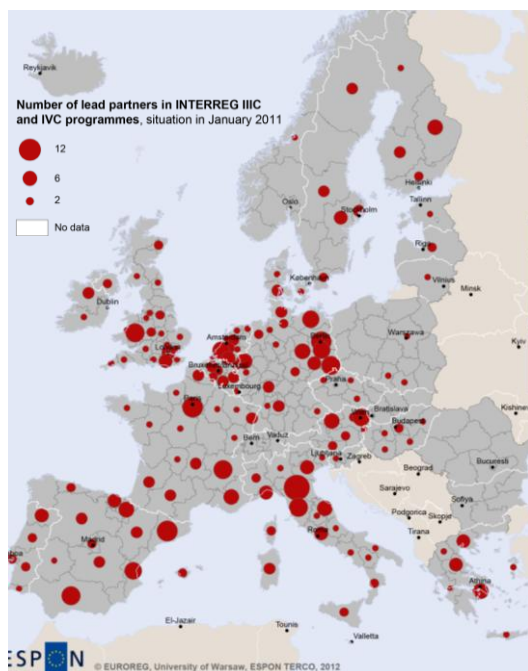 Reykjavik
Number of lead partners in INTERREG IIIC
and IVC programmes, situation in January 2011
12
6
2
No data
Oslo
Stockholm
Helsinki
Tallinn
Riga
København
Vilnius
Minsk
Dublin
London
Amsterdam
Warszawa
Kyiv
Luxembourg
Praha
Paris
Kishinev
Bratislava
Budapest
Bern
Vaduz
Ljubljana
Zagreb
Beograd
Bucuresti
Sarajevo
Sofiya
Podgorica
Skopje
Tirana
Roma
Madrid
Athina
El-Jazair
Tounis
Valletta
ESPON
© EUROREG, University of Warsaw, ESPON TERCO, 2012